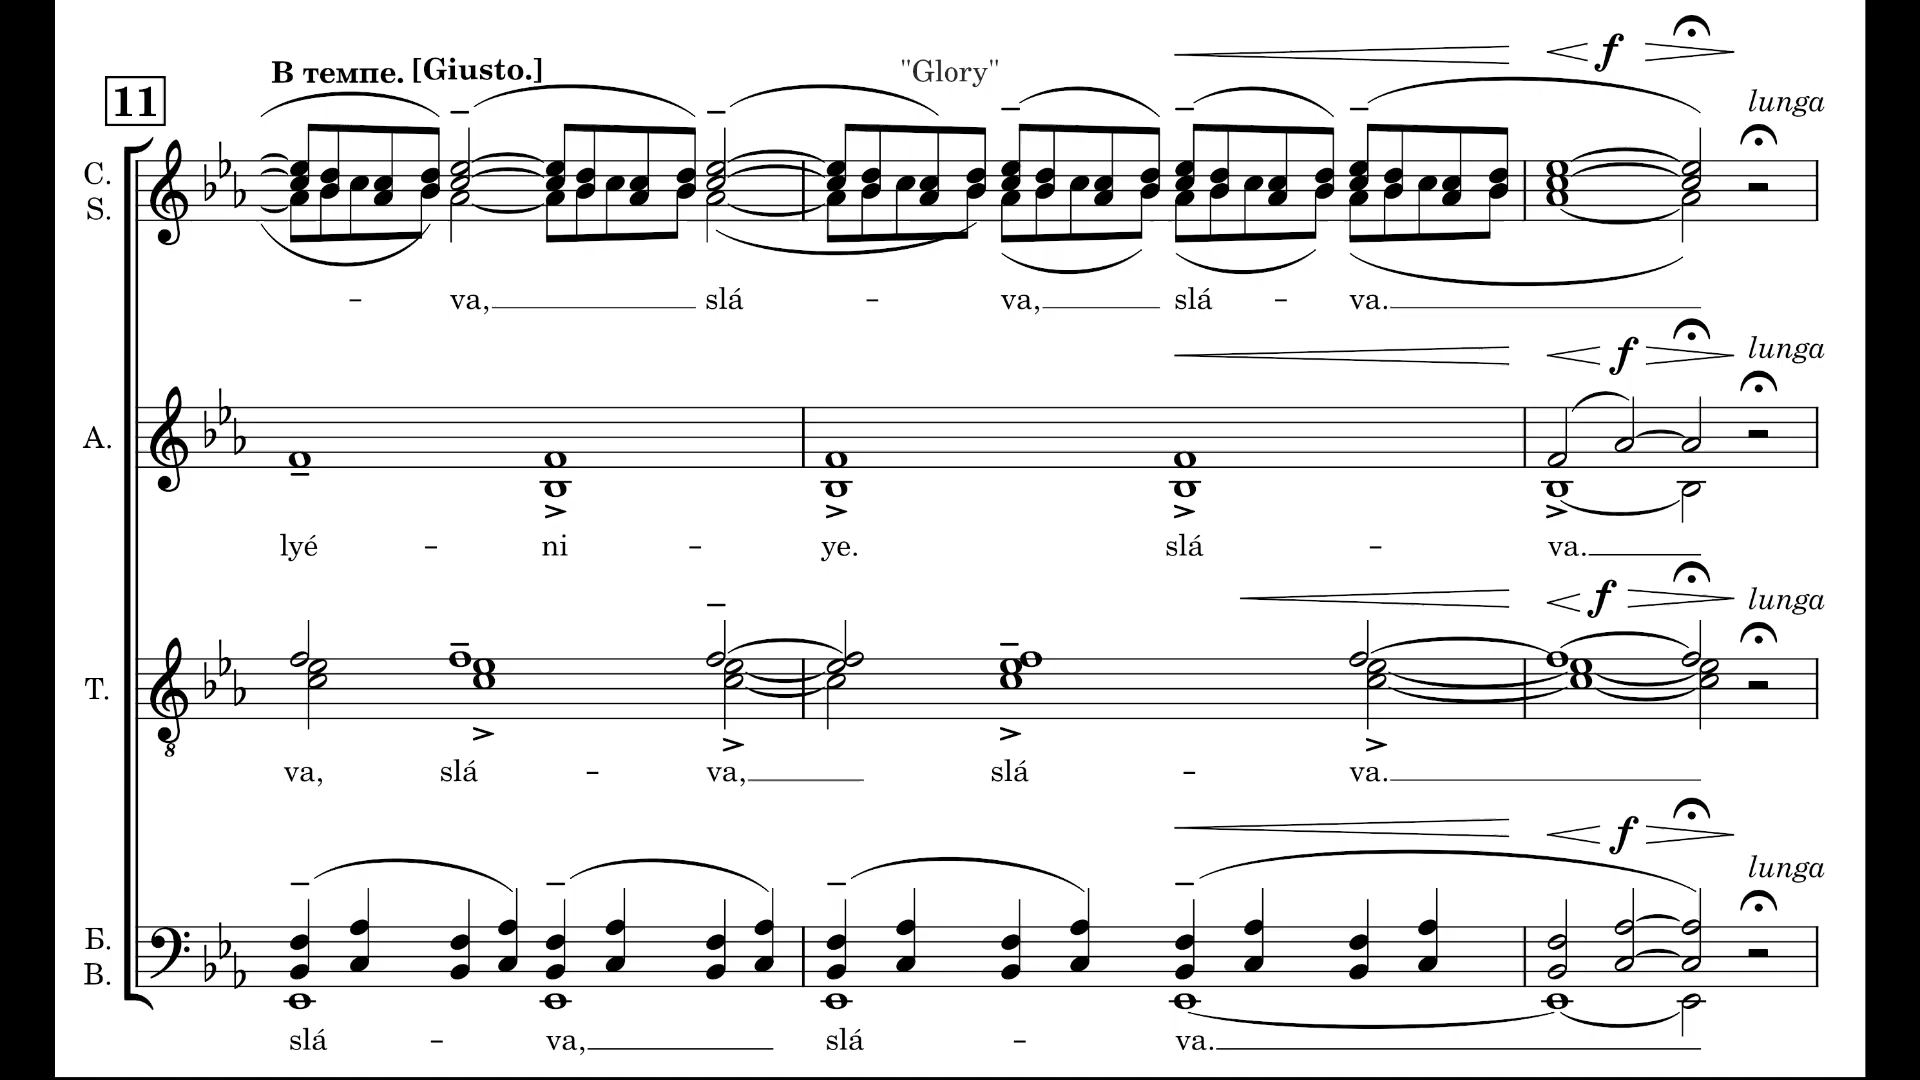 В темпе. [Giusto.]
"Glory"
f
11
lunga
С.
S.
- va, slá - va, slá - va.
f
lunga
A.
lyé - ni - ye. slá - va.
f
lunga
T.
8
va, slá - va, slá - va.
f
lunga
Б.
B.
slá - va, slá - va.